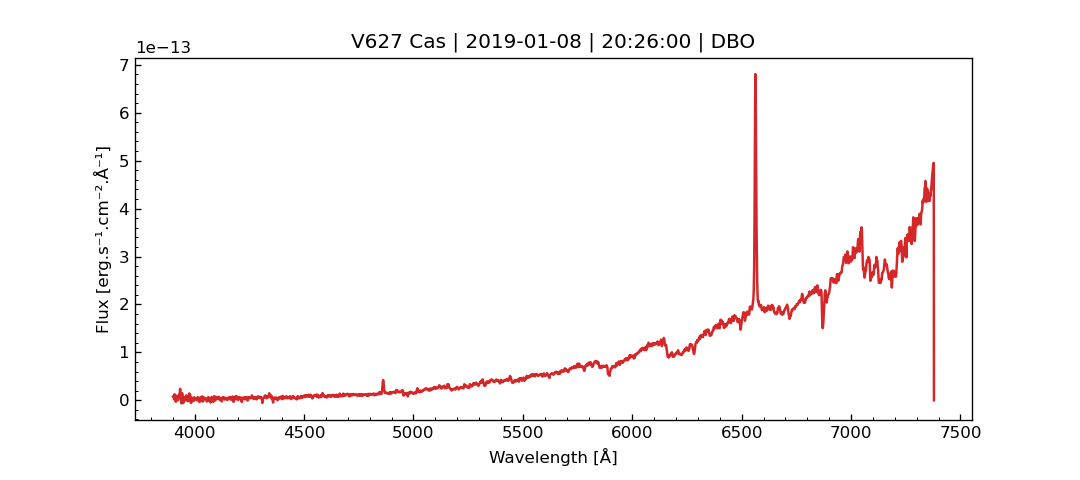 V627 Cas | 2019-01-08 | 20:26:00 | DBO
1e−13
7
6
5
4
3
2
1
0
Flux [erg.s⁻¹.cm⁻².Å⁻¹]
4000 4500 5000 5500 6000 6500 7000 7500
Wavelength [Å]